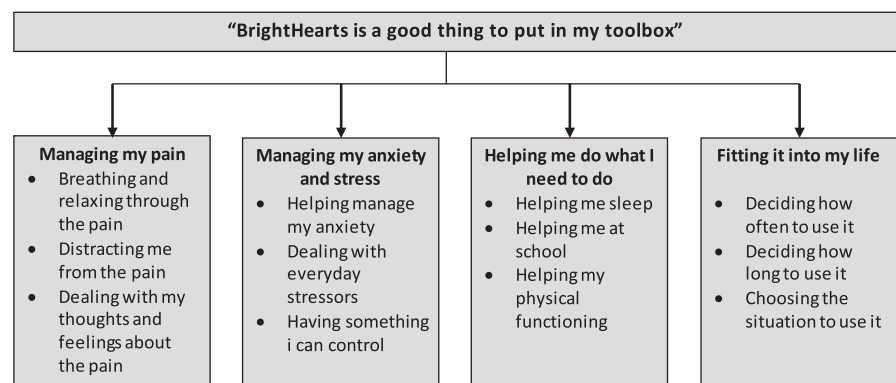 “BrightHearts is a good thing to put in my toolbox”
Managing my pain
• Breathing and
relaxing through
the pain
• Distracting me
from the pain
• Dealing with my
thoughts and
feelings about
the pain
Managing my anxiety
and stress
• Helping manage
my anxiety
• Dealing with
everyday
stressors
• Having something
i can control
Helping me do what I
need to do
• Helping me sleep
• Helping me at
school
• Helping my
physical
functioning
Fitting it into my life
• Deciding how
often to use it
• Deciding how
long to use it
• Choosing the
situation to use it